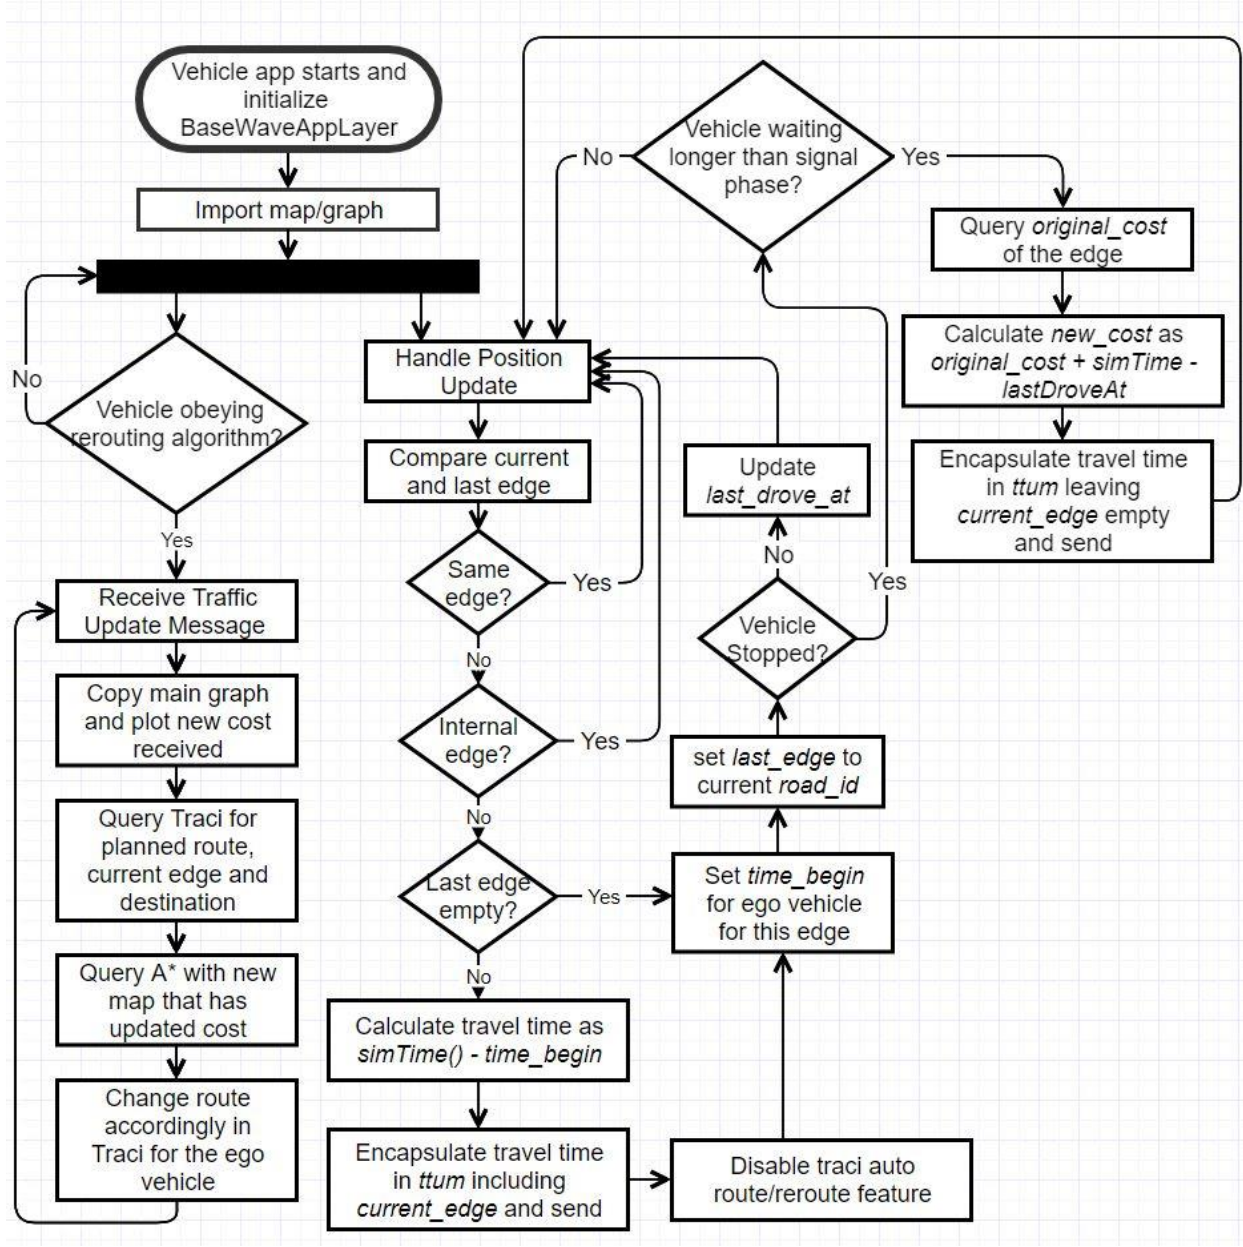 Vehicle app starts and
initialize
BaseWaveAppLayer
Import map/graph
No
Vehicle obeying
rerouting algorithm?
Yes
Receive Traffic
Update Message
Copy main graph
and plot new cost
received
Query Traci for
planned route,
current edge and
destination
Query A* with new
map that has
updated cost
Change route
accordingly in
Traci for the ego
vehicle
Handle Position
Update
Compare current
and last edge
Same
edge?
Yes
No
Internal
edge?
Yes
No
Last edge
empty?
Yes
No
Calculate travel time as
simTime() - time_begin
Encapsulate travel time
in ttum including
current_edge and send
Disable traci auto
route/reroute feature
Set time_begin
for ego vehicle
for this edge
set last_edge to
current road_id
Vehicle
Stopped?
No
Yes
Update
last_drove_at
Vehicle waiting
longer than signal
phase?
No
Yes
Query original_cost
of the edge
Calculate new_cost as
original_cost + simTime -
lastDroveAt
Encapsulate travel time
in ttum leaving
current_edge empty
and send